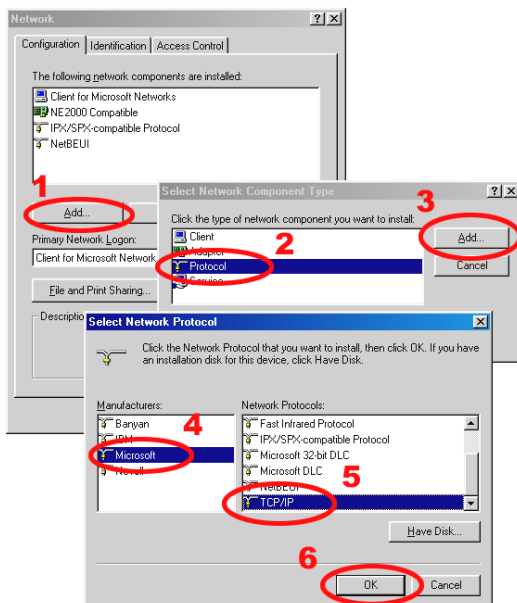 Network
Configuration Identification Access Control
The following network components are installed:
Client for Microsoft Networks
NE2000 Compatible
IPX/SPX-compatible Protocol
NetBEUI
1
Add...
Primary Network Logon:
Client for Microsoft Network
File and Print Sharing...
Descriptio
Select Network Component Type
3
Click the type of network component you want to install:
Client
2
Adapter
Protocol
Service
Add...
Cancel
Select Network Protocol
Click the Network Protocol that you want to install, then click OK. If you have
an installation disk for this device, click Have Disk.
Manufacturers:
4
Banyan
IBM
Microsoft
Novell
Network Protocols:
Fast Infrared Protocol
IPX/SPX-compatible Protocol
Microsoft 32-bit DLC
Microsoft DLC
NetBEUI
5
TCP/IP
Have Disk...
6
OK
Cancel